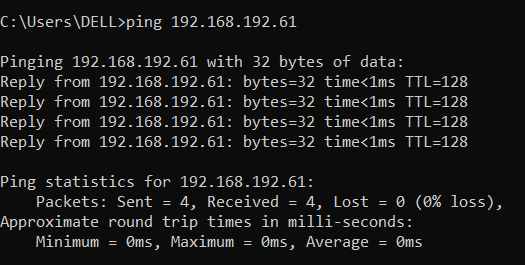 C:\Users\DELL>ping 192.168.192.61
Pinging 192.168.192.61 with 32 bytes of data:
Reply from 192.168.192.61: bytes=32 time<1ms TTL=128
Reply from 192.168.192.61: bytes=32 time<1ms TTL=128
Reply from 192.168.192.61: bytes=32 time<1ms TTL=128
Reply from 192.168.192.61: bytes=32 time<1ms TTL=128
Ping statistics for 192.168.192.61:
    Packets: Sent = 4, Received = 4, Lost = 0 (0% loss),
Approximate round trip times in milli-seconds:
    Minimum = 0ms, Maximum = 0ms, Average = 0ms